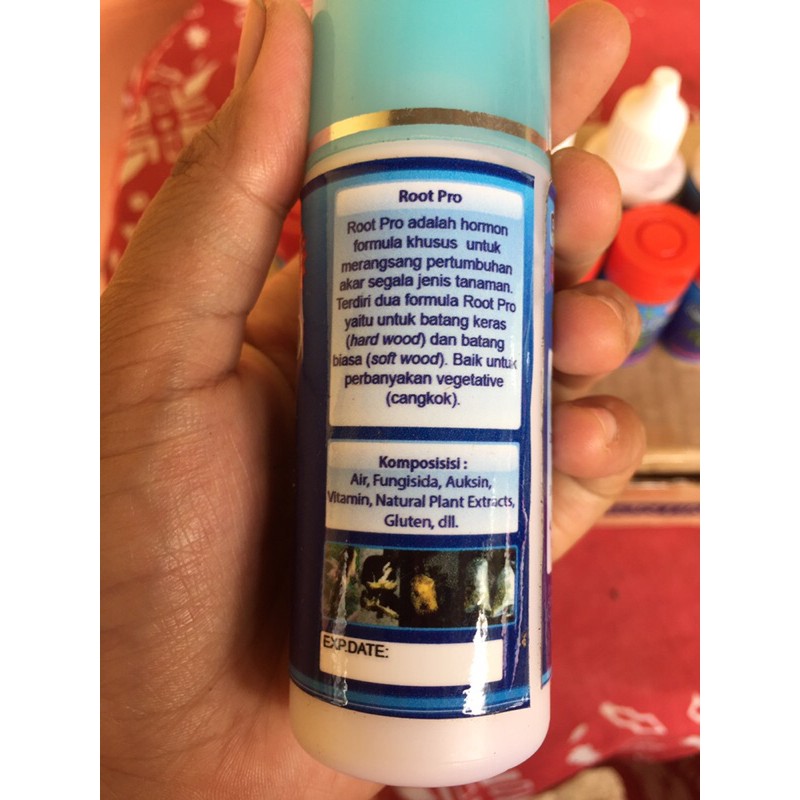 Root Pro
Root Pro adalah hormon
formula khusus untuk
merangsang pertumbuhan
akar segala jenis tanaman.
Terdiri dua formula Root Pro
yaitu untuk batang keras
(hard wood) dan batang
biasa (soft wood). Baik untuk
perbanyakan vegetative
(cangkok).
Komposisisi :
Air, Fungisida, Auksin,
Vitamin, Natural Plant Extracts,
Gluten, dll.
EXP.DATE: